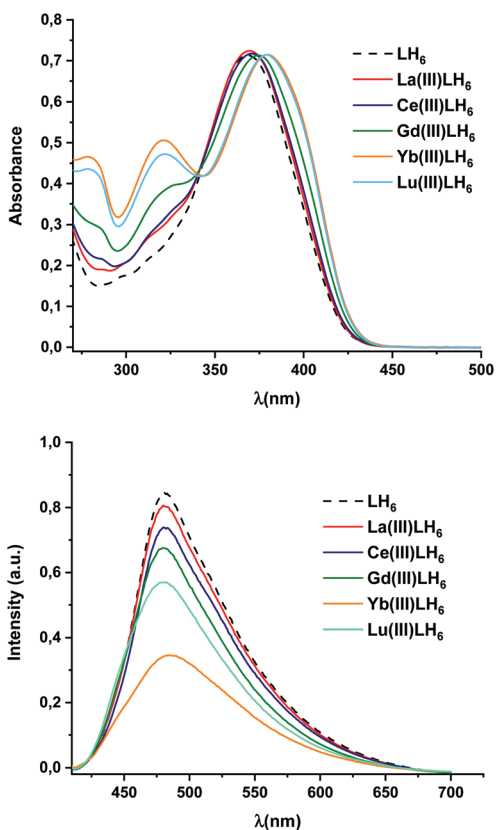 0,8
0,7
0,6
0,5
0,4
0,3
0,2
0,1
0,0
Absorbance
300
350
400
450
500
λ(nm)
LH₆
La(III)LH₆
Ce(III)LH₆
Gd(III)LH₆
Yb(III)LH₆
Lu(III)LH₆
1,0
0,8
0,6
0,4
0,2
0,0
Intensity (a.u.)
450
500
550
600
650
700
λ(nm)
LH₆
La(III)LH₆
Ce(III)LH₆
Gd(III)LH₆
Yb(III)LH₆
Lu(III)LH₆